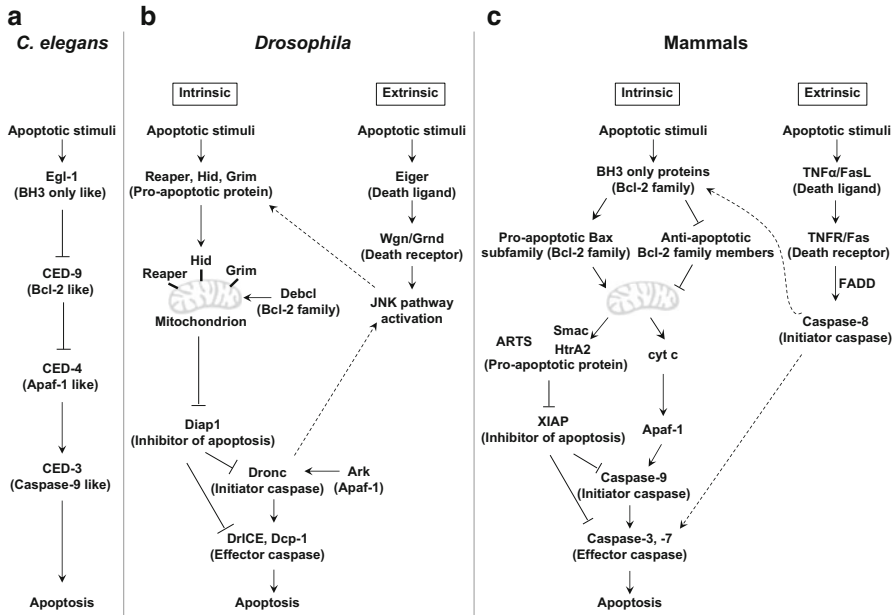 a
C. elegans
Apoptotic stimuli
Egl-1
(BH3 only like)
CED-9
(Bcl-2 like)
CED-4
(Apaf-1 like)
CED-3
(Caspase-9 like)
Apoptosis
b
Drosophila
Intrinsic
Apoptotic stimuli
Reaper, Hid, Grim
(Pro-apoptotic protein)
Hid
Reaper
Grim
Mitochondrion
Debcl
(Bcl-2 family)
Diap1
(Inhibitor of apoptosis)
Dronc
(Initiator caspase)
Ark
(Apaf-1)
DrICE, Dcp-1
(Effector caspase)
Apoptosis
Extrinsic
Apoptotic stimuli
Eiger
(Death ligand)
Wgn/Grnd
(Death receptor)
JNK pathway
activation
c
Mammals
Intrinsic
Apoptotic stimuli
BH3 only proteins
(Bcl-2 family)
Pro-apoptotic Bax
subfamily (Bcl-2 family)
Anti-apoptotic
Bcl-2 family members
ARTS
Smac
HtrA2
(Pro-apoptotic protein)
cyt c
XIAP
(Inhibitor of apoptosis)
Apaf-1
Caspase-9
(Initiator caspase)
Caspase-3, -7
(Effector caspase)
Apoptosis
Extrinsic
Apoptotic stimuli
TNFα/FasL
(Death ligand)
TNFR/Fas
(Death receptor)
FADD
Caspase-8
(Initiator caspase)